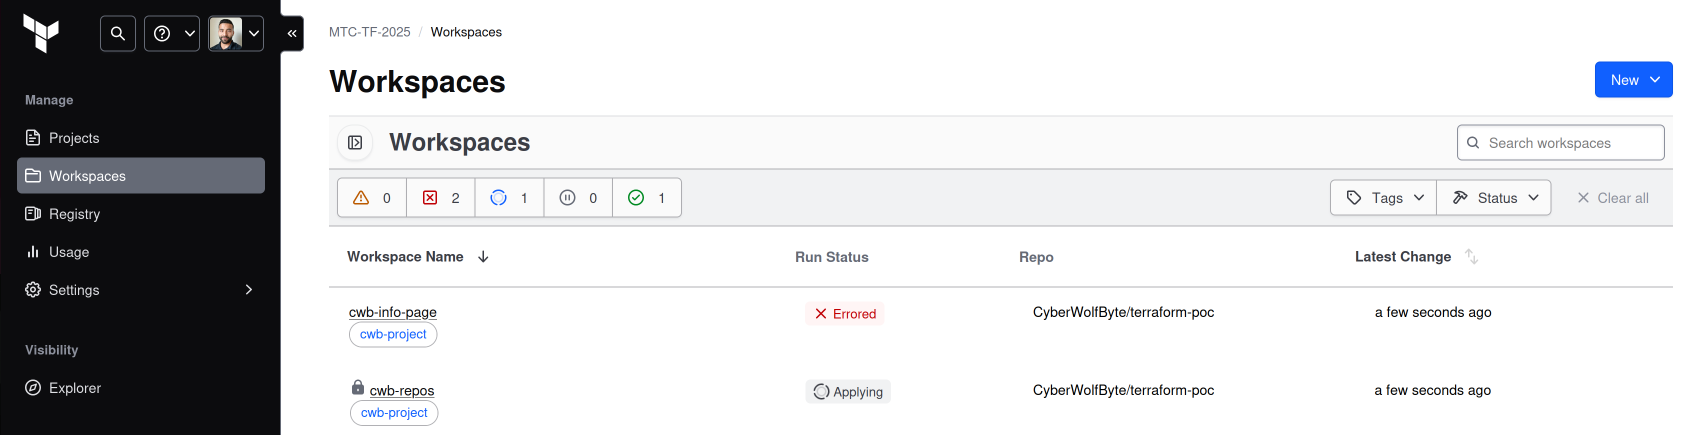 MTC-TF-2025 / Workspaces
Workspaces
New
Manage
Projects
Workspaces
Registry
Usage
Settings
Visibility
Explorer
Workspaces
Search workspaces
0 2 1 0 1
Tags Status Clear all
Workspace Name Run Status Repo Latest Change
cwb-info-page Errored CyberWolfByte/terraform-poc a few seconds ago
cwb-project
cwb-repos Applying CyberWolfByte/terraform-poc a few seconds ago
cwb-project